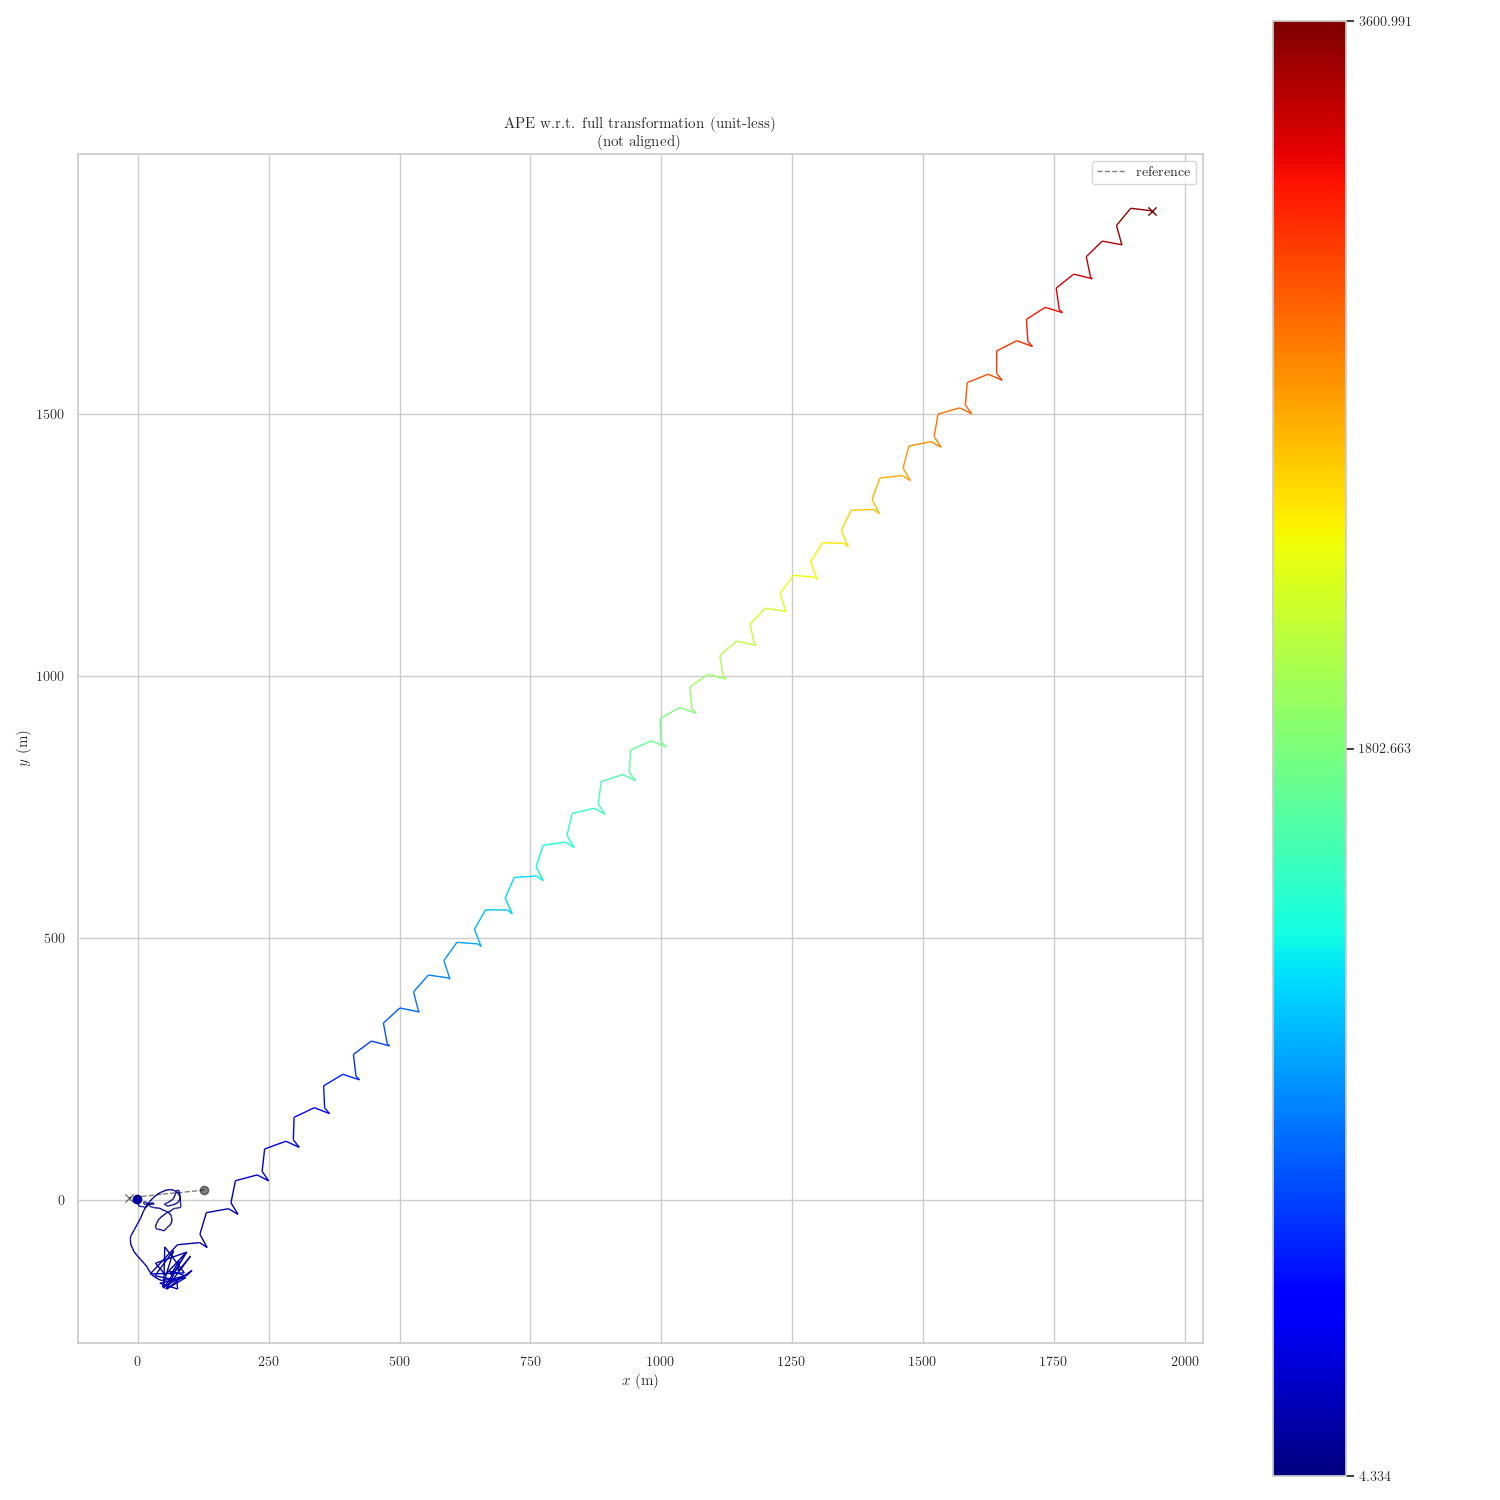 APE w.r.t. full transformation (unit-less)
(not aligned)
reference
3600.991
1802.663
4.334
1500
1000
500
0
y (m)
0 250 500 750 1000 1250 1500 1750 2000
x (m)